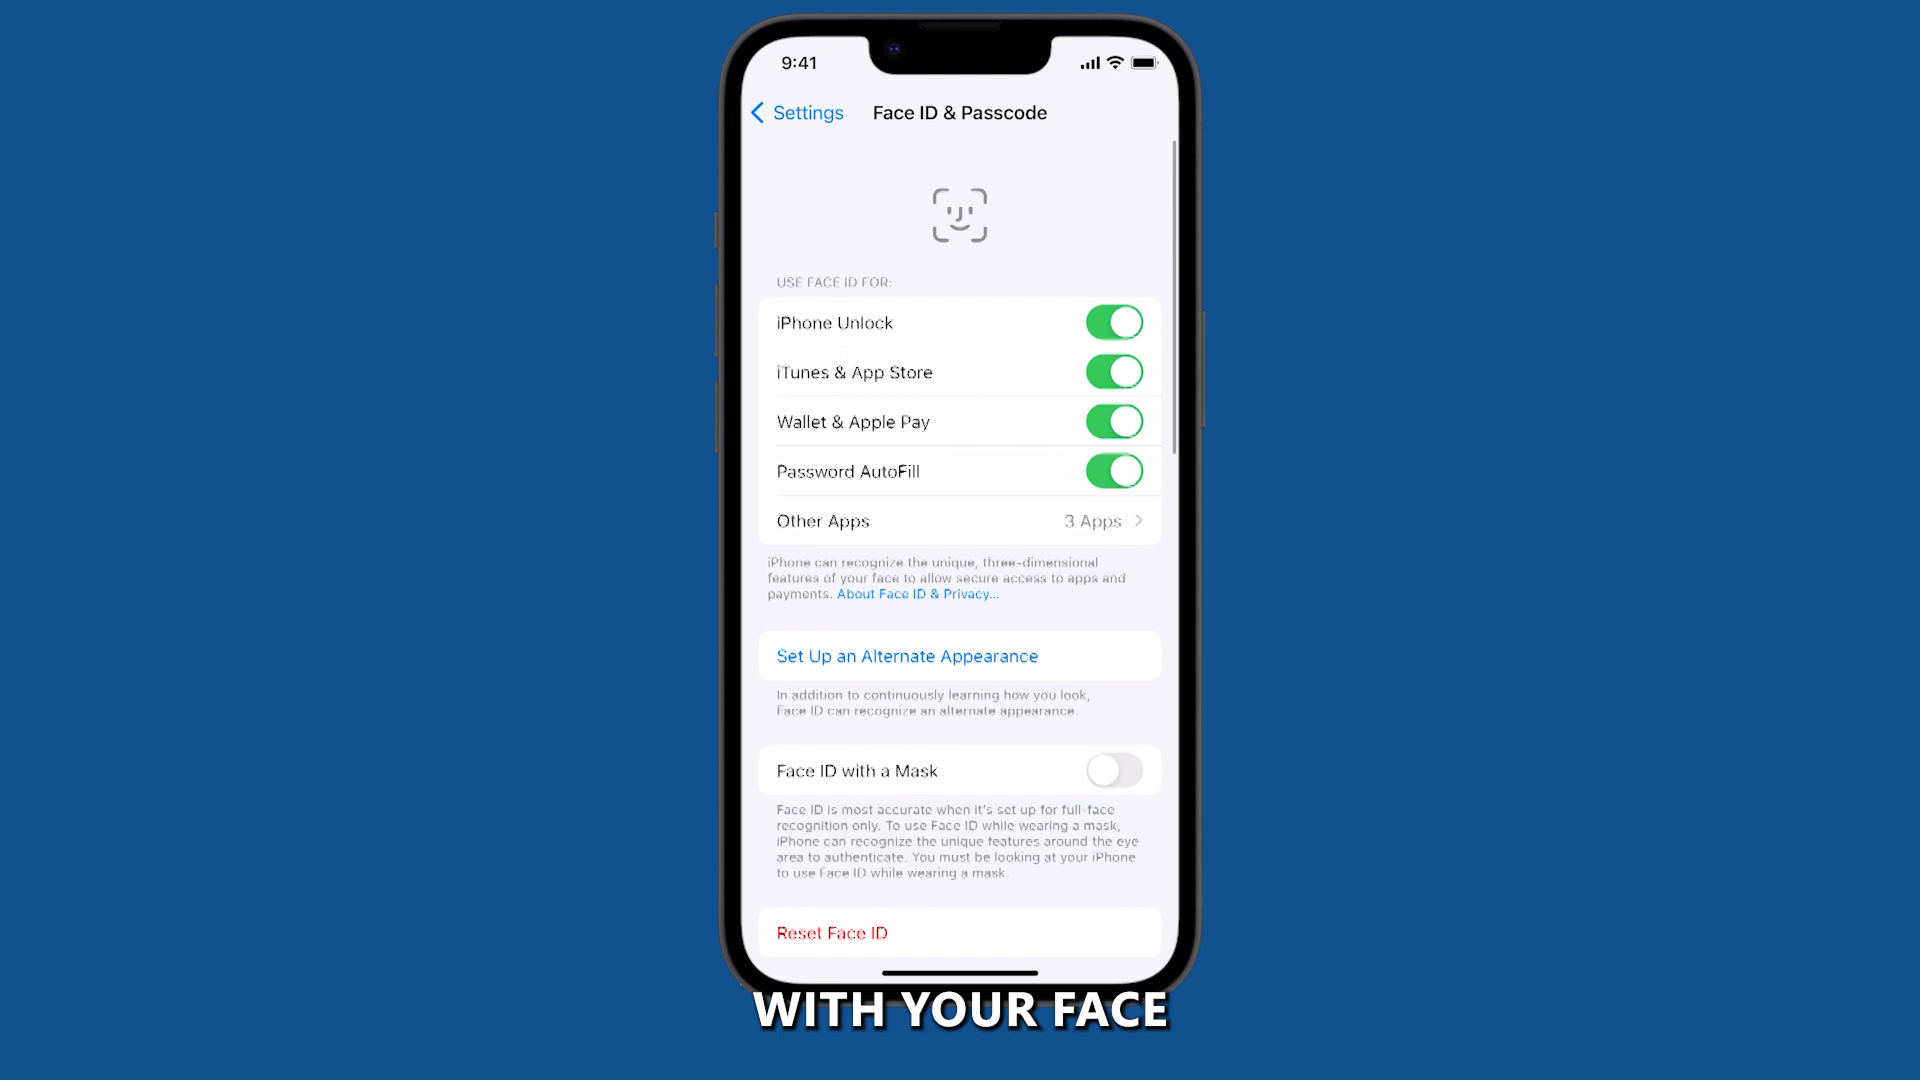 9:41
Settings
Face ID & Passcode
USE FACE ID FOR:
iPhone Unlock
iTunes & App Store
Wallet & Apple Pay
Password AutoFill
Other Apps
3 Apps
iPhone can recognize the unique, three-dimensional
features of your face to allow secure access to apps and
payments. About Face ID & Privacy...
Set Up an Alternate Appearance
In addition to continuously learning how you look,
Face ID can recognize an alternate appearance.
Face ID with a Mask
Face ID is most accurate when it's set up for full-face
recognition only. To use Face ID while wearing a mask,
iPhone can recognize the unique features around the eye
area to authenticate. You must be looking at your iPhone
to use Face ID while wearing a mask.
Reset Face ID
WITH YOUR FACE